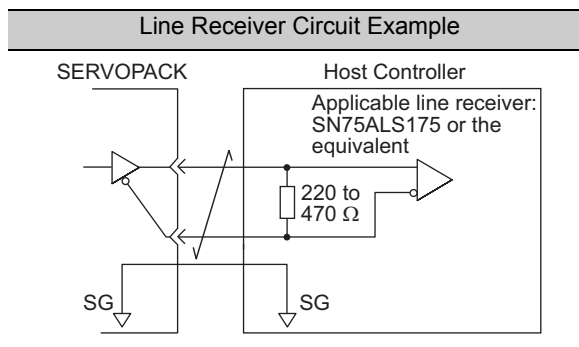 Line Receiver Circuit Example
SERVOPACK
Host Controller
Applicable line receiver:
SN75ALS175 or the
equivalent
220 to
470 Ω
SG
SG